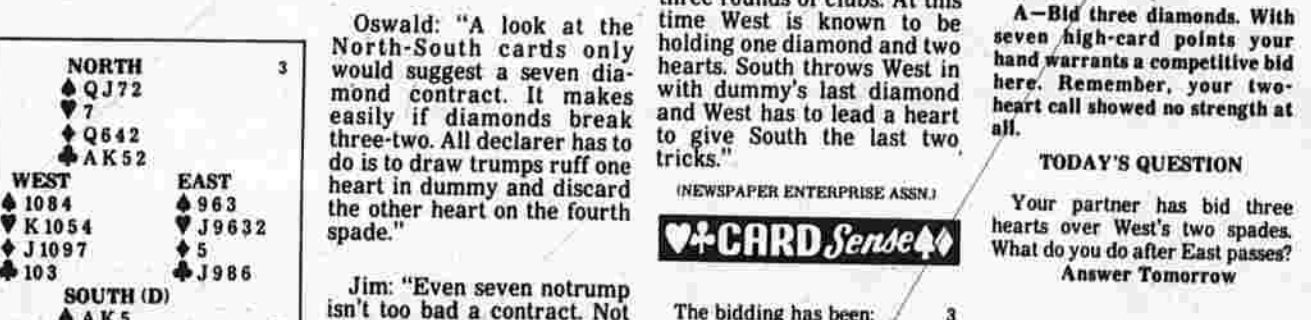 NORTH 3
♠ Q J 7 2
♥ 7
♦ Q 6 4 2
♣ A K 5 2
WEST EAST
♠ 10 8 4 ♠ 9 6 3
♥ K 10 5 4 ♥ J 9 6 3 2
♦ J 10 9 7 ♦ 5
♣ 10 3 ♣ J 9 8 6
SOUTH (D)
♠ A K 5
Oswald: "A look at the
North-South cards only
would suggest a seven dia-
mond contract. It makes
easily if diamonds break
three-two. All declarer has to
do is to draw trumps ruff one
heart in dummy and discard
the other heart on the fourth
spade."
Jim: "Even seven notrump
isn't too bad a contract. Not
three rounds of clubs. At this
time West is known to be
holding one diamond and two
hearts. South throws West in
with dummy's last diamond
and West has to lead a heart
to give South the last two
tricks."
(NEWSPAPER ENTERPRISE ASSN.)
♥♣CARD Sense♠♦
The bidding has been: 3
A—Bid three diamonds. With
seven high-card points your
hand warrants a competitive bid
here. Remember, your two-
heart call showed no strength at
all.
TODAY'S QUESTION
Your partner has bid three
hearts over West's two spades.
What do you do after East passes?
Answer Tomorrow